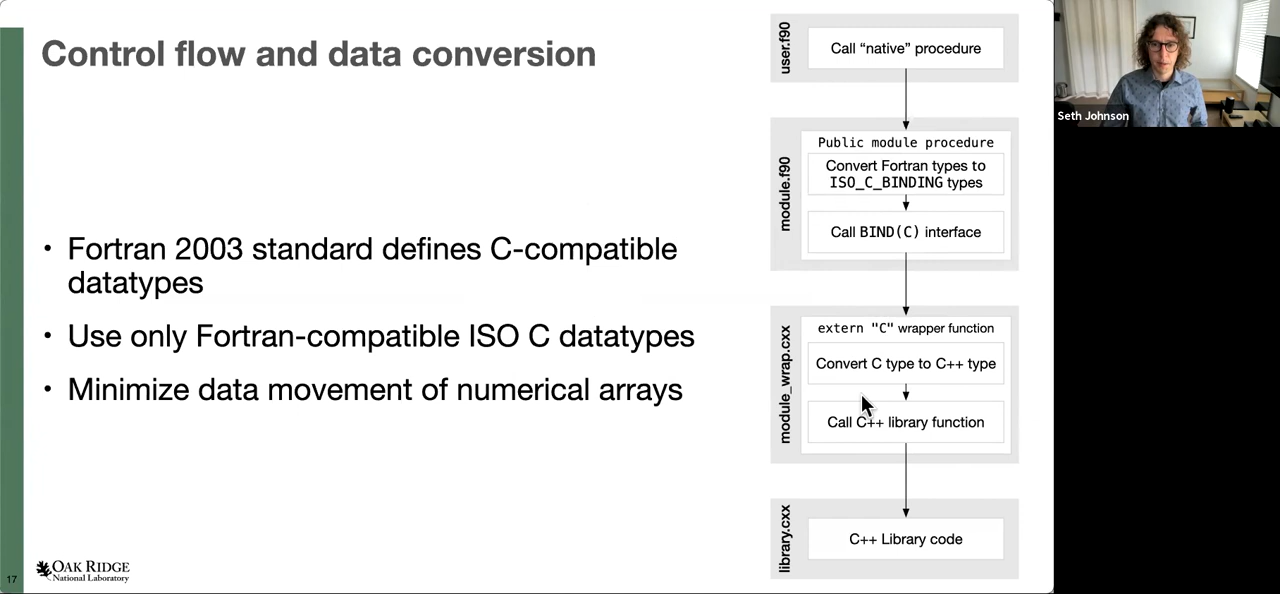 Control flow and data conversion
• Fortran 2003 standard defines C-compatible
datatypes
• Use only Fortran-compatible ISO C datatypes
• Minimize data movement of numerical arrays
17
OAK RIDGE
National Laboratory
user.f90
Call “native” procedure
module.f90
Public module procedure
Convert Fortran types to
ISO_C_BINDING types
Call BIND(C) interface
module_wrap.cxx
extern "C" wrapper function
Convert C type to C++ type
Call C++ library function
library.cxx
C++ Library code
Seth Johnson